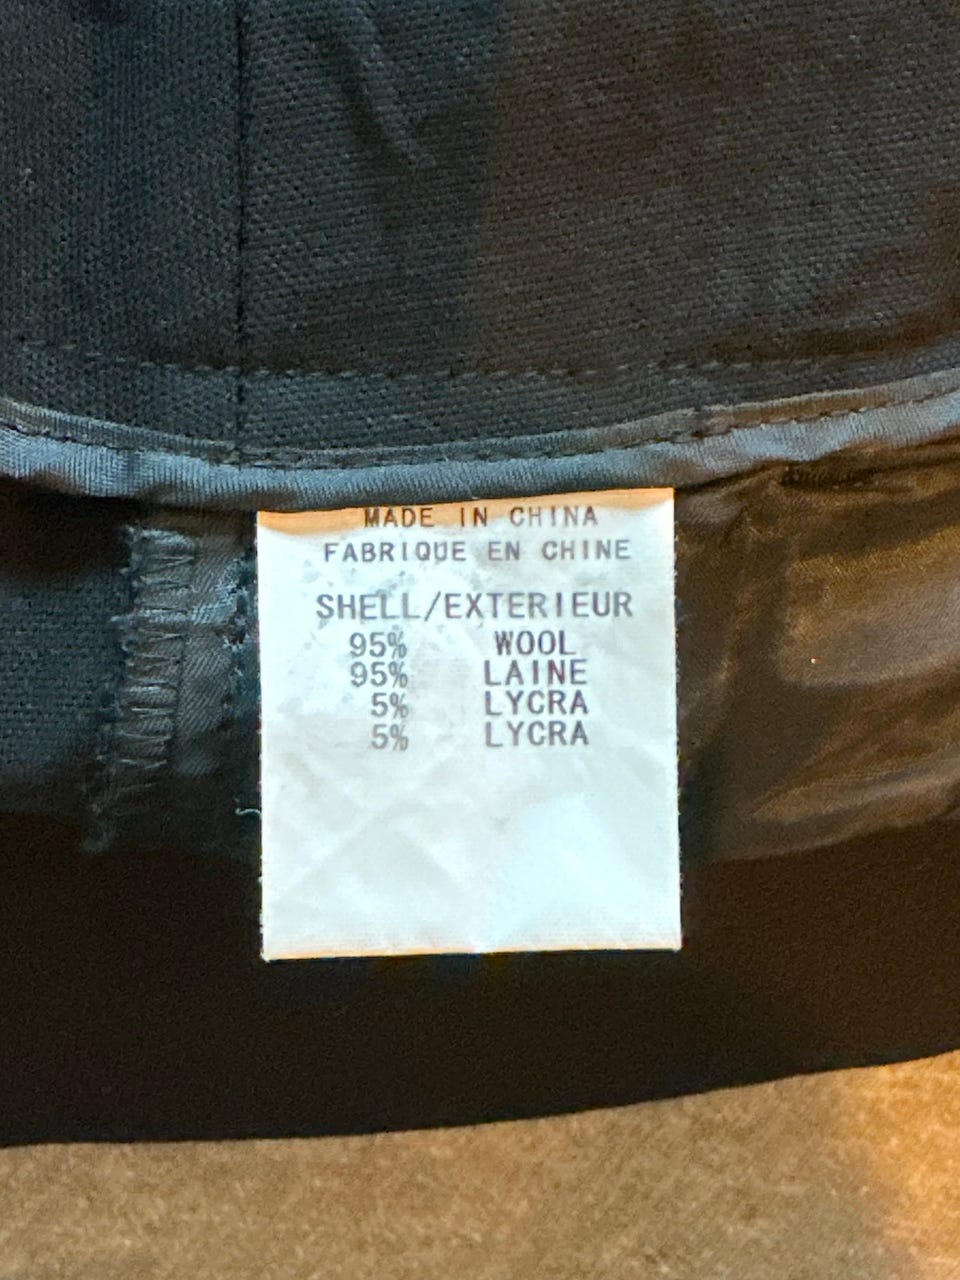 MADE IN CHINA
FABRIQUE EN CHINE
SHELL/EXTERIEUR
95% WOOL
95% LAINE
5% LYCRA
5% LYCRA